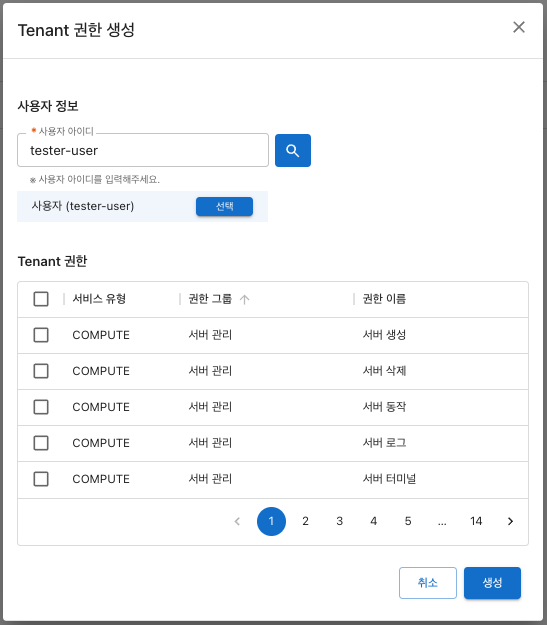 Tenant 권한 생성
사용자 정보
* 사용자 아이디
tester-user
※ 사용자 아이디를 입력해주세요.
사용자 (tester-user) 선택
Tenant 권한
서비스 유형 권한 그룹 권한 이름
COMPUTE 서버 관리 서버 생성
COMPUTE 서버 관리 서버 삭제
COMPUTE 서버 관리 서버 동작
COMPUTE 서버 관리 서버 로그
COMPUTE 서버 관리 서버 터미널
1 2 3 4 5 ... 14
취소 생성